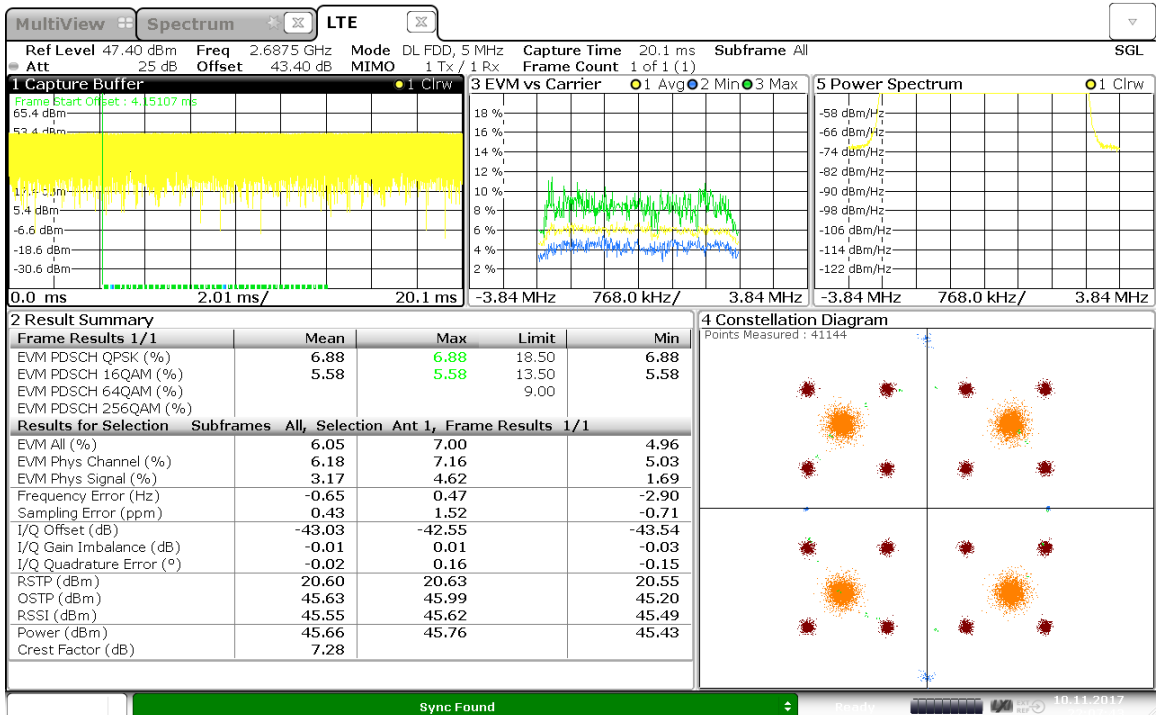 MultiView Spectrum LTE
Ref Level 47.40 dBm Freq 2.6875 GHz Mode DL FDD, 5 MHz Capture Time 20.1 ms Subframe All SGL
Att 25 dB Offset 43.40 dB MIMO 1 Tx / 1 Rx Frame Count 1 of 1 (1)
1 Capture Buffer 1 Clrw
Frame Start Offset : 4.15107 ms
65.4 dBm
53.4 dBm
5.4 dBm
-6.6 dBm
-18.6 dBm
-30.6 dBm
0.0 ms 2.01 ms/ 20.1 ms
3 EVM vs Carrier 1 Avg 2 Min 3 Max
18 %
16 %
14 %
12 %
10 %
8 %
6 %
4 %
2 %
-3.84 MHz 768.0 kHz/ 3.84 MHz
5 Power Spectrum 1 Clrw
-58 dBm/Hz
-66 dBm/Hz
-74 dBm/Hz
-82 dBm/Hz
-90 dBm/Hz
-98 dBm/Hz
-106 dBm/Hz
-114 dBm/Hz
-122 dBm/Hz
-3.84 MHz 768.0 kHz/ 3.84 MHz
2 Result Summary
Frame Results 1/1 Mean Max Limit Min
EVM PDSCH QPSK (%) 6.88 6.88 18.50 6.88
EVM PDSCH 16QAM (%) 5.58 5.58 13.50 5.58
EVM PDSCH 64QAM (%) 9.00
EVM PDSCH 256QAM (%)
Results for Selection Subframes All, Selection Ant 1, Frame Results 1/1
EVM All (%) 6.05 7.00 4.96
EVM Phys Channel (%) 6.18 7.16 5.03
EVM Phys Signal (%) 3.17 4.62 1.69
Frequency Error (Hz) -0.65 0.47 -2.90
Sampling Error (ppm) 0.43 1.52 -0.71
I/Q Offset (dB) -43.03 -42.55 -43.54
I/Q Gain Imbalance (dB) -0.01 0.01 -0.03
I/Q Quadrature Error (°) -0.02 0.16 -0.15
RSTP (dBm) 20.60 20.63 20.55
OSTP (dBm) 45.63 45.99 45.20
RSSI (dBm) 45.55 45.62 45.49
Power (dBm) 45.66 45.76 45.43
Crest Factor (dB) 7.28
4 Constellation Diagram
Points Measured : 41144
Sync Found
Ready
10.11.2017